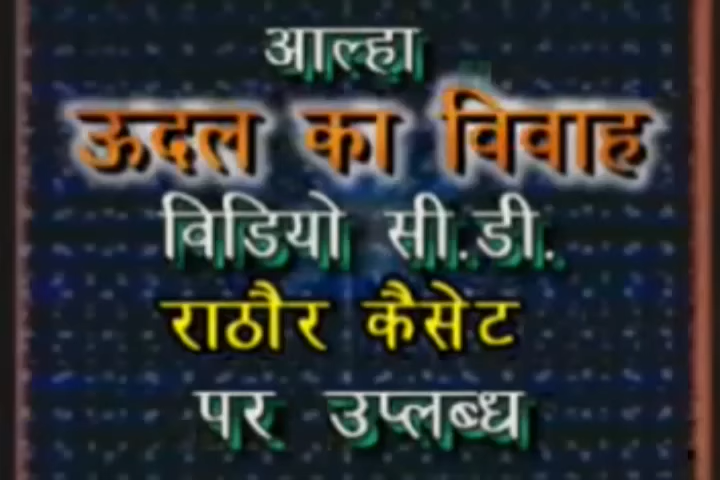 आल्हा
ऊदल का विवाह
विडियो सी.डी.
राठौर कैसेट
पर उप्लब्ध